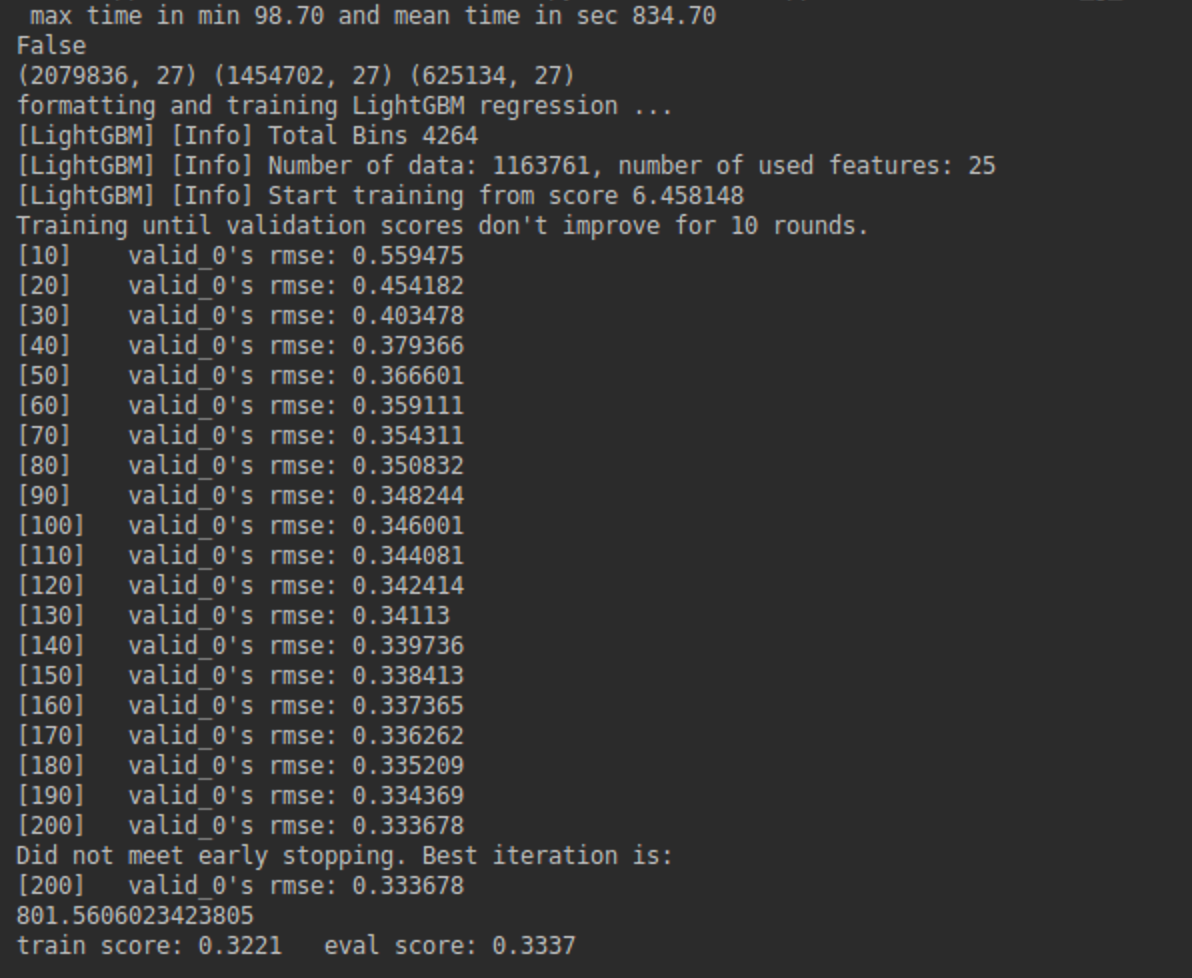 max time in min 98.70 and mean time in sec 834.70
False
(2079836, 27) (1454702, 27) (625134, 27)
formatting and training LightGBM regression ...
[LightGBM] [Info] Total Bins 4264
[LightGBM] [Info] Number of data: 1163761, number of used features: 25
[LightGBM] [Info] Start training from score 6.458148
Training until validation scores don't improve for 10 rounds.
[10]    valid_0's rmse: 0.559475
[20]    valid_0's rmse: 0.454182
[30]    valid_0's rmse: 0.403478
[40]    valid_0's rmse: 0.379366
[50]    valid_0's rmse: 0.366601
[60]    valid_0's rmse: 0.359111
[70]    valid_0's rmse: 0.354311
[80]    valid_0's rmse: 0.350832
[90]    valid_0's rmse: 0.348244
[100]   valid_0's rmse: 0.346001
[110]   valid_0's rmse: 0.344081
[120]   valid_0's rmse: 0.342414
[130]   valid_0's rmse: 0.34113
[140]   valid_0's rmse: 0.339736
[150]   valid_0's rmse: 0.338413
[160]   valid_0's rmse: 0.337365
[170]   valid_0's rmse: 0.336262
[180]   valid_0's rmse: 0.335209
[190]   valid_0's rmse: 0.334369
[200]   valid_0's rmse: 0.333678
Did not meet early stopping. Best iteration is:
[200]   valid_0's rmse: 0.333678
801.5606023423805
train score: 0.3221   eval score: 0.3337